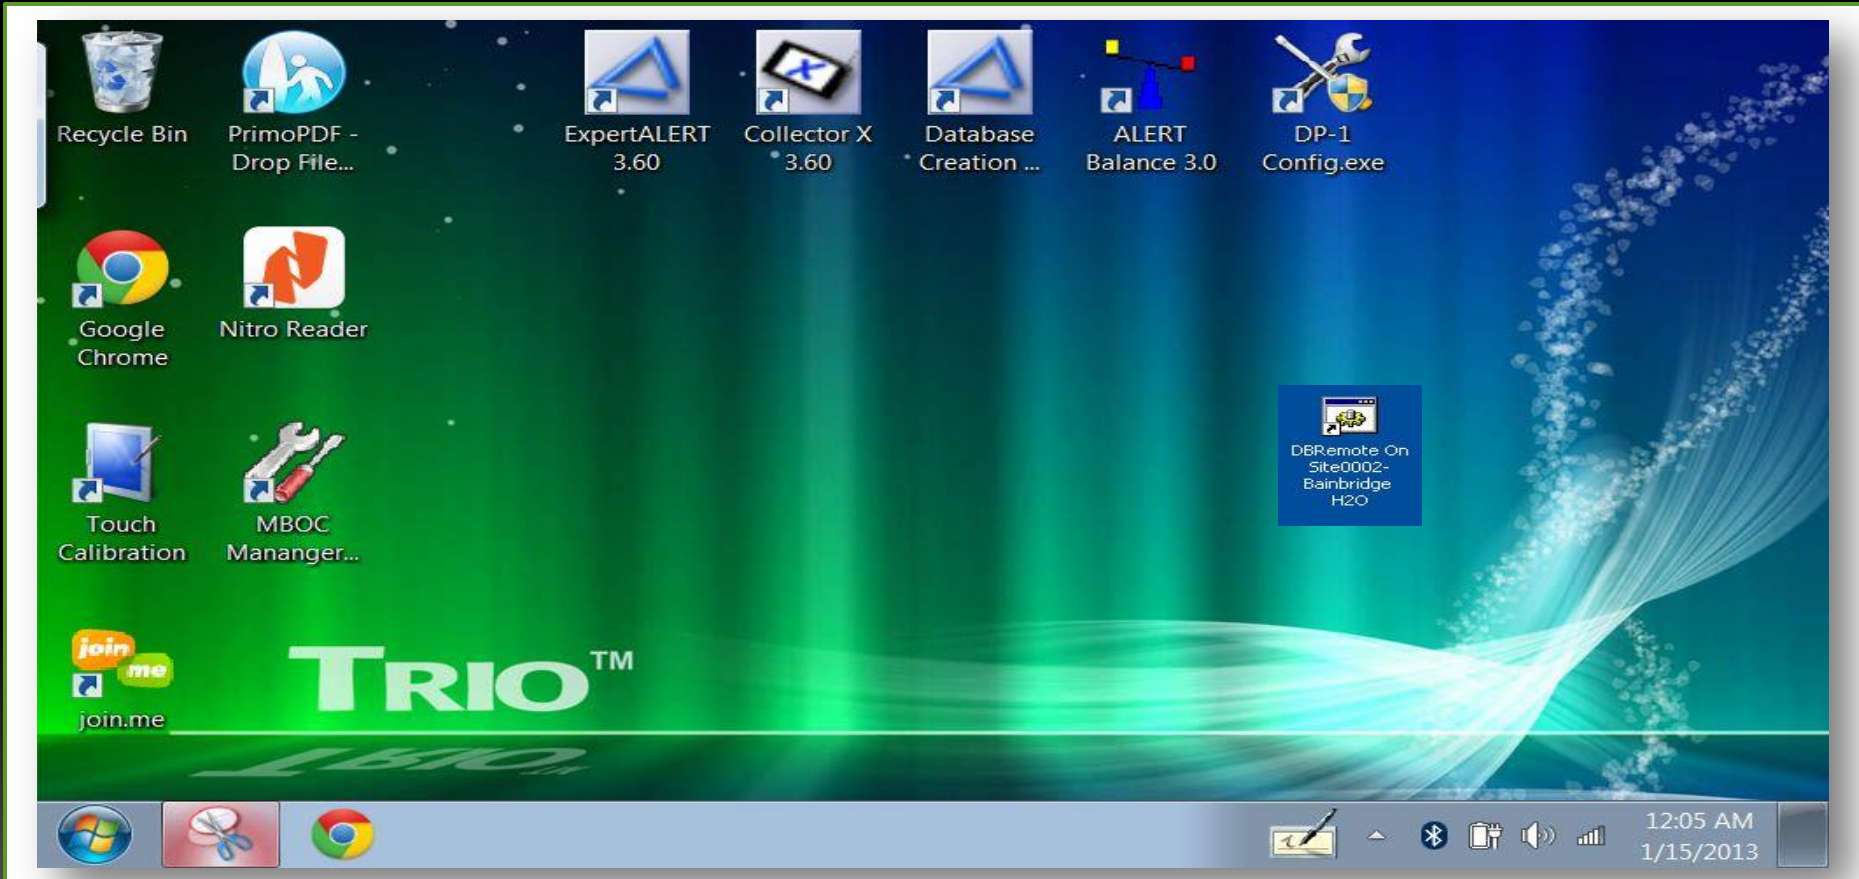 Recycle Bin
PrimoPDF -
Drop File...
ExpertALERT
3.60
Collector X
3.60
Database
Creation ...
ALERT
Balance 3.0
DP-1
Config.exe
Google
Chrome
Nitro Reader
DBRemote On
Site0002-
Bainbridge
H2O
Touch
Calibration
MBOC
Mananger...
join
me
join.me
TRIO™
12:05 AM
1/15/2013